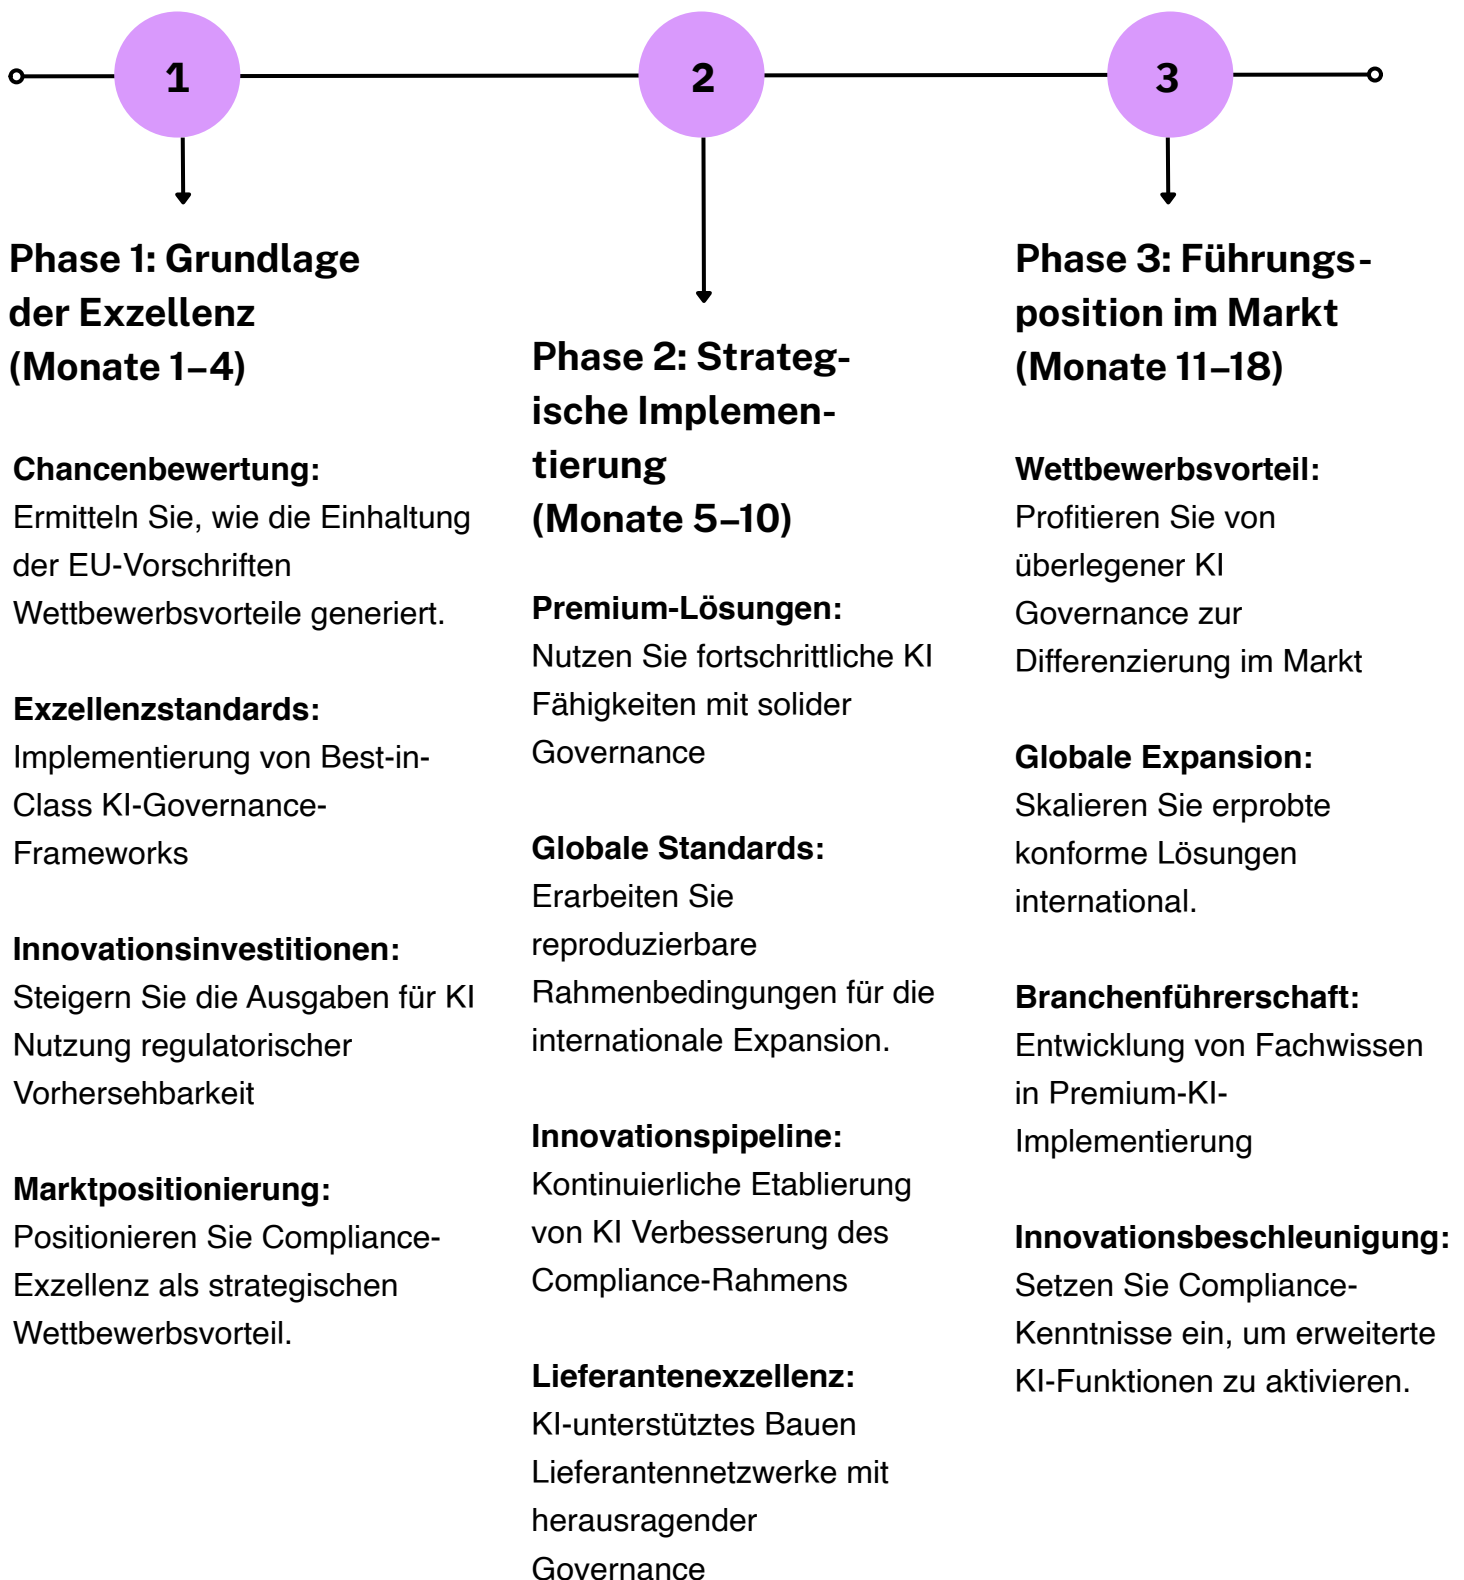 1
2
3
Phase 1: Grundlage
der Exzellenz
(Monate 1–4)
Chancenbewertung:
Ermitteln Sie, wie die Einhaltung
der EU-Vorschriften
Wettbewerbsvorteile generiert.
Exzellenzstandards:
Implementierung von Best-in-
Class KI-Governance-
Frameworks
Innovationsinvestitionen:
Steigern Sie die Ausgaben für KI
Nutzung regulatorischer
Vorhersehbarkeit
Marktpositionierung:
Positionieren Sie Compliance-
Exzellenz als strategischen
Wettbewerbsvorteil.
Phase 2: Strateg-
ische Implemen-
tierung
(Monate 5–10)
Premium-Lösungen:
Nutzen Sie fortschrittliche KI
Fähigkeiten mit solider
Governance
Globale Standards:
Erarbeiten Sie
reproduzierbare
Rahmenbedingungen für die
internationale Expansion.
Innovationspipeline:
Kontinuierliche Etablierung
von KI Verbesserung des
Compliance-Rahmens
Lieferantenexzellenz:
KI-unterstütztes Bauen
Lieferantennetzwerke mit
herausragender
Governance
Phase 3: Führungs-
position im Markt
(Monate 11–18)
Wettbewerbsvorteil:
Profitieren Sie von
überlegener KI
Governance zur
Differenzierung im Markt
Globale Expansion:
Skalieren Sie erprobte
konforme Lösungen
international.
Branchenführerschaft:
Entwicklung von Fachwissen
in Premium-KI-
Implementierung
Innovationsbeschleunigung:
Setzen Sie Compliance-
Kenntnisse ein, um erweiterte
KI-Funktionen zu aktivieren.